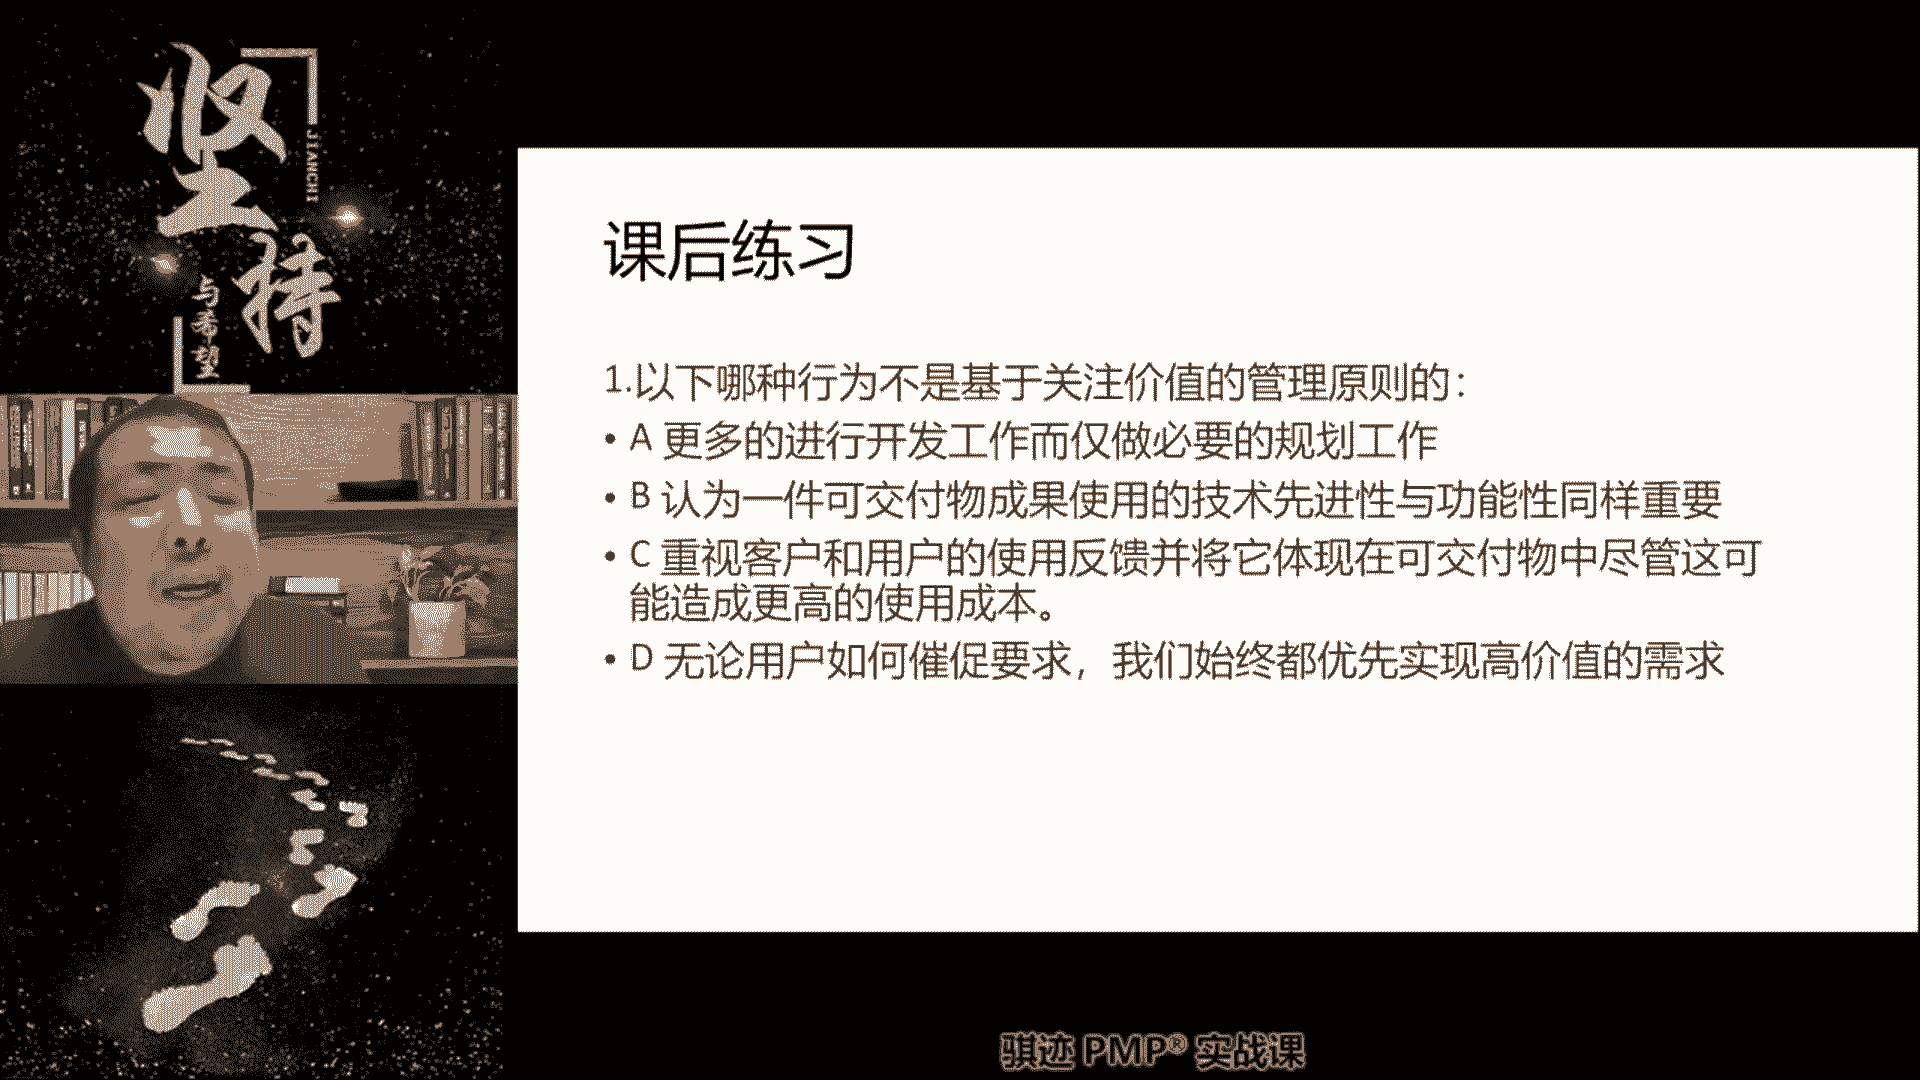 坚持
JIANCHI
与希望
课后练习
1.以下哪种行为不是基于关注价值的管理原则的：
• A 更多的进行开发工作而仅做必要的规划工作
• B 认为一件可交付物成果使用的技术先进性与功能性同样重要
• C 重视客户和用户的使用反馈并将它体现在可交付物中尽管这可
能造成更高的使用成本。
• D 无论用户如何催促要求，我们始终都优先实现高价值的需求
骐迹 PMP® 实战课